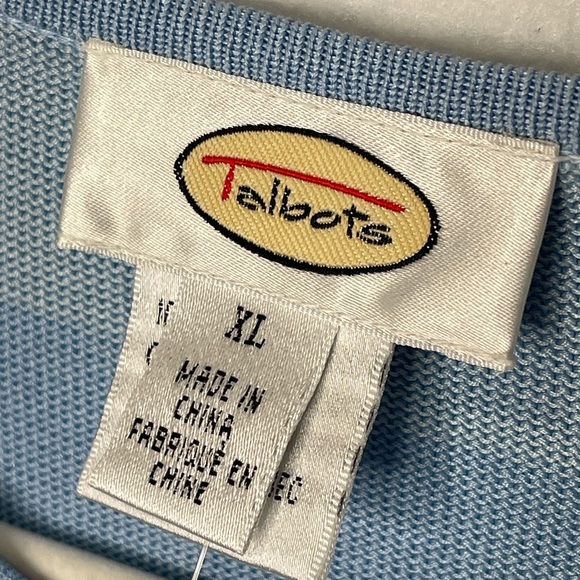 Talbots
XL
MADE IN
CHINA
FABRIQUÉ EN
CHINE